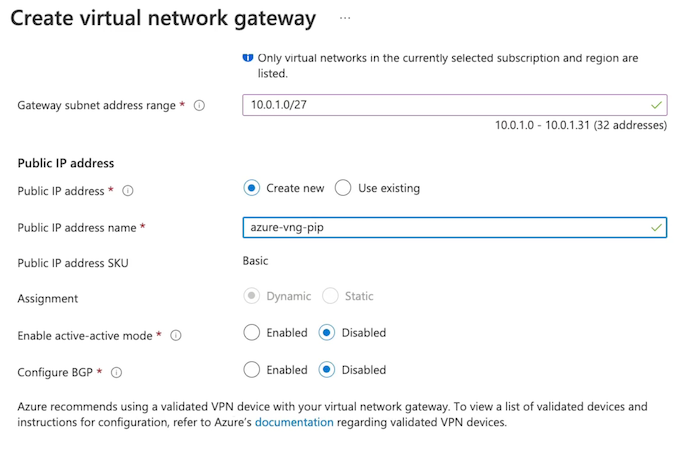 Create virtual network gateway ...
Only virtual networks in the currently selected subscription and region are
listed.
Gateway subnet address range *
10.0.1.0/27
10.0.1.0 - 10.0.1.31 (32 addresses)
Public IP address
Public IP address *
Create new
Use existing
Public IP address name *
azure-vng-pip
Public IP address SKU
Basic
Assignment
Dynamic
Static
Enable active-active mode *
Enabled
Disabled
Configure BGP *
Enabled
Disabled
Azure recommends using a validated VPN device with your virtual network gateway. To view a list of validated devices and
instructions for configuration, refer to Azure's documentation regarding validated VPN devices.